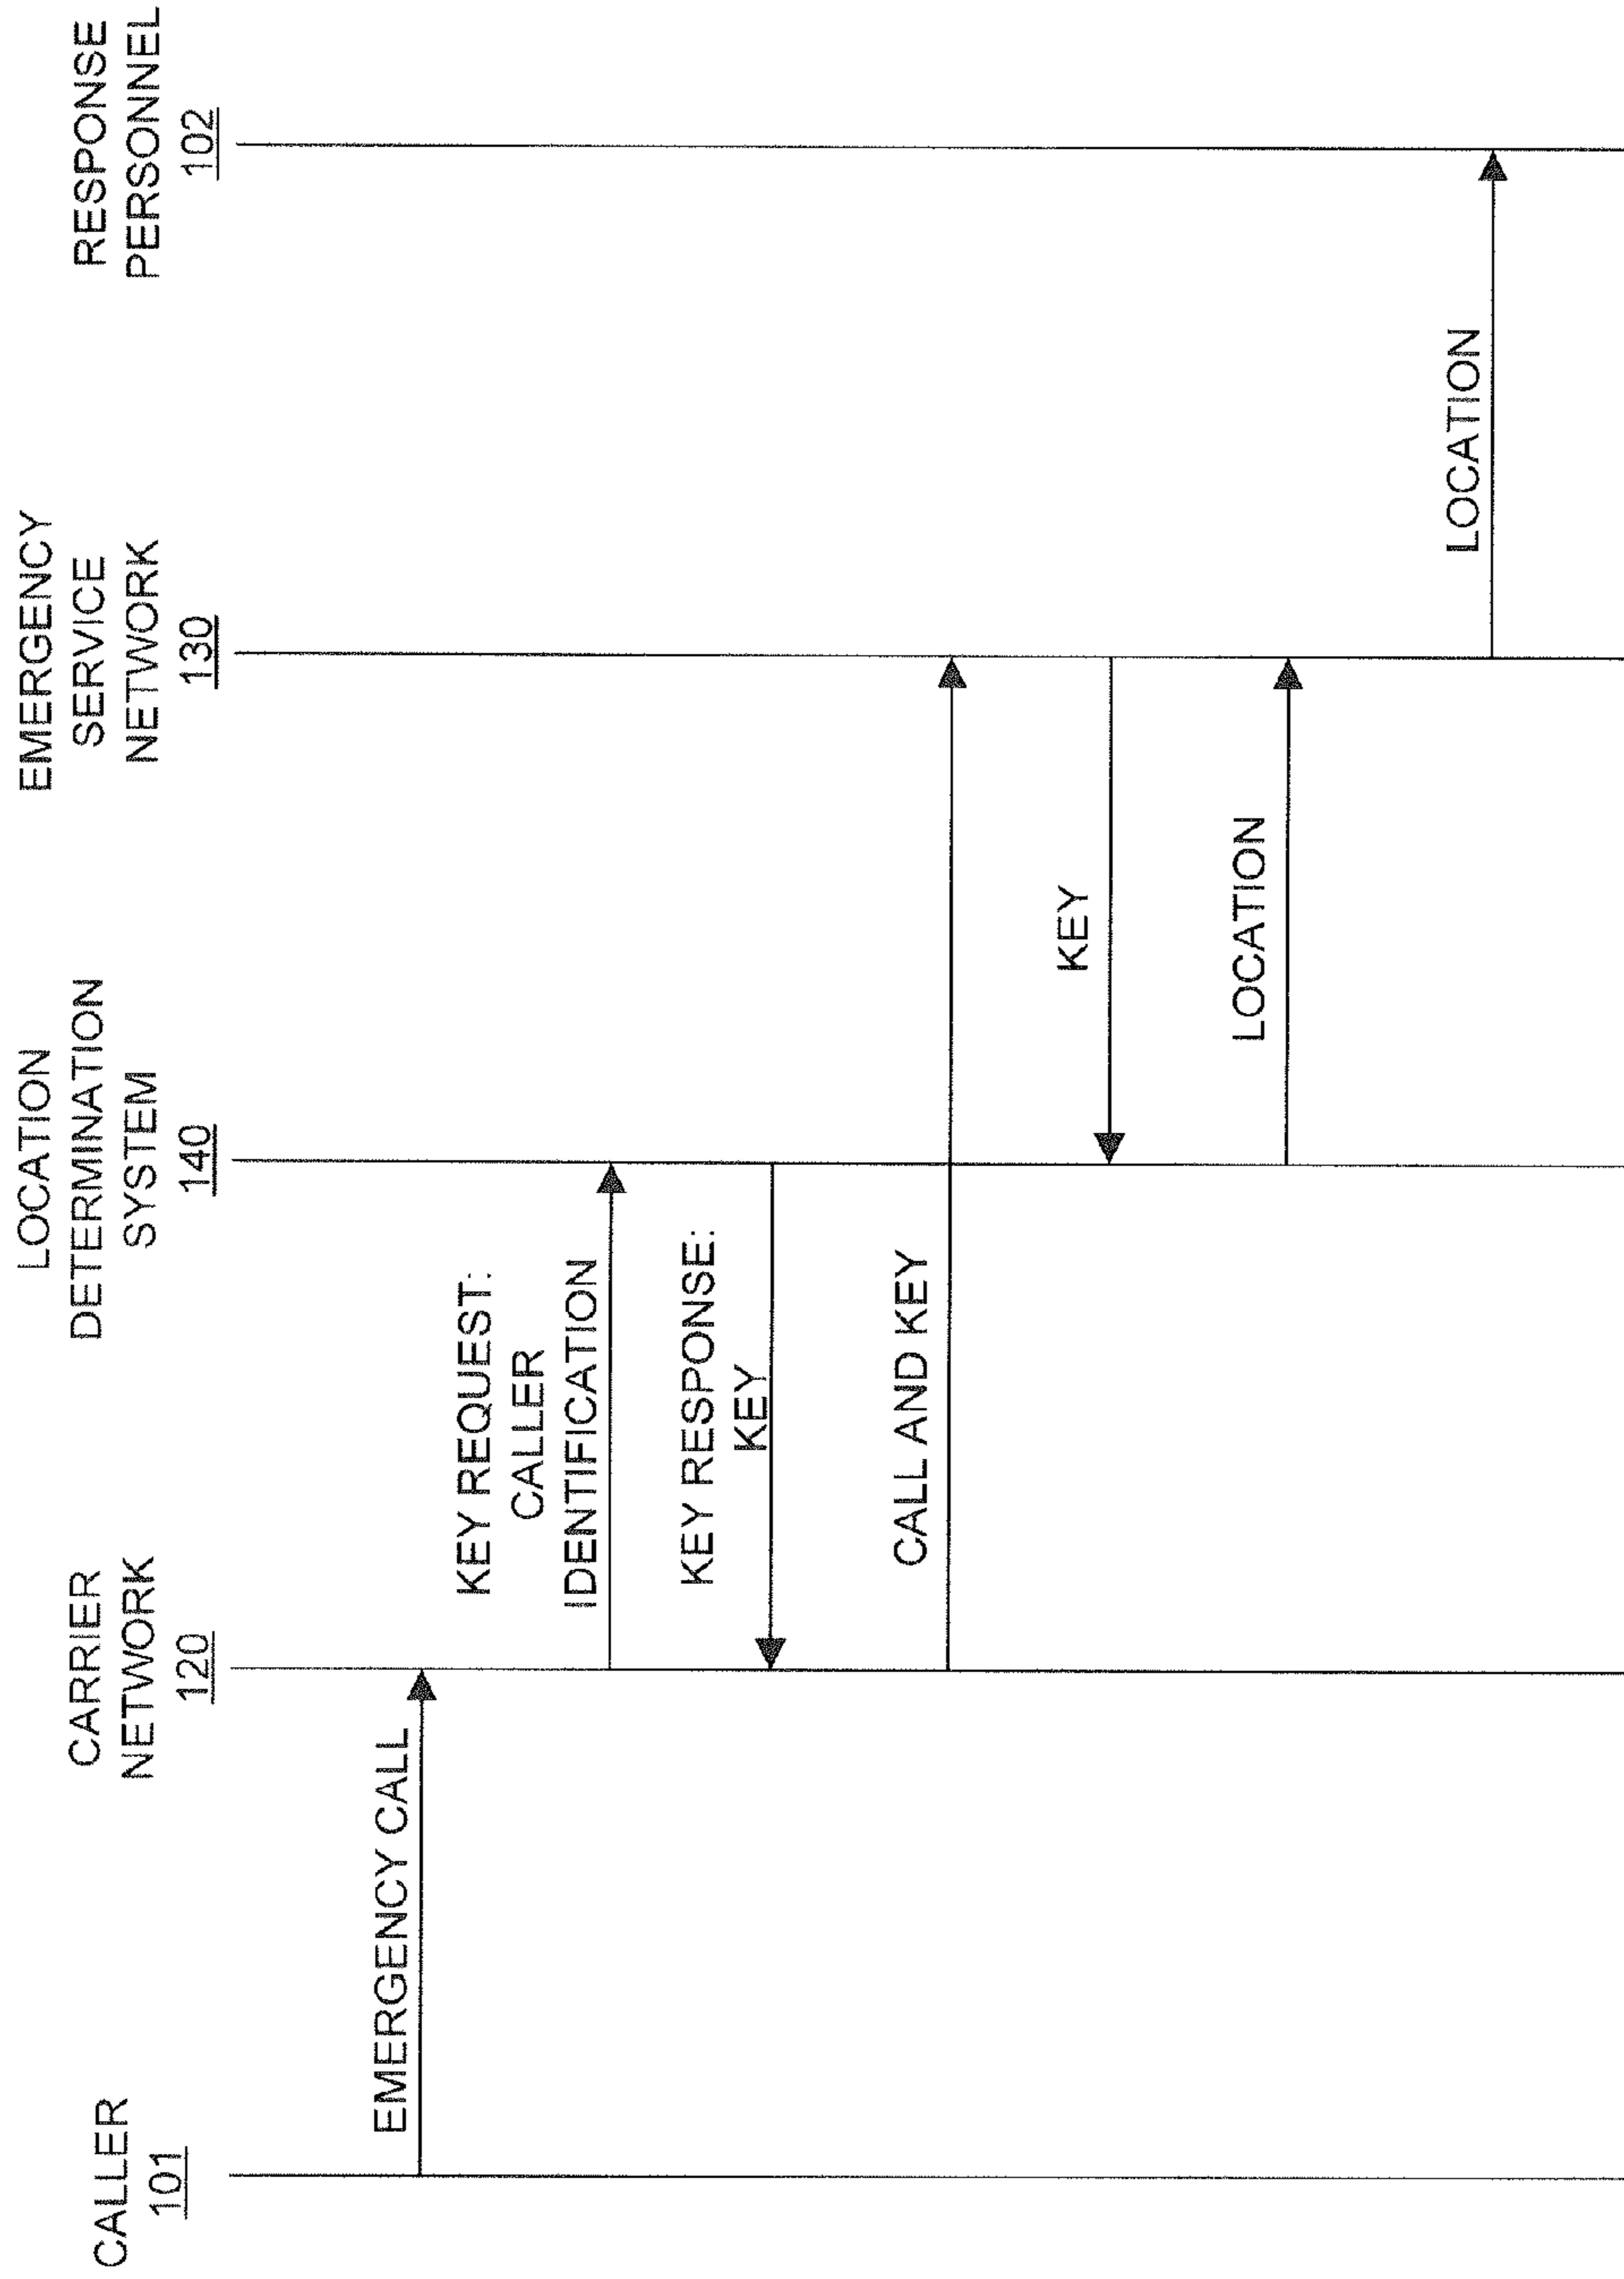 CALLER
101
CARRIER
NETWORK
120
LOCATION
DETERMINATION
SYSTEM
140
EMERGENCY
SERVICE
NETWORK
130
RESPONSE
PERSONNEL
102
EMERGENCY CALL
KEY REQUEST:
CALLER
IDENTIFICATION
KEY RESPONSE:
KEY
CALL AND KEY
KEY
LOCATION
LOCATION